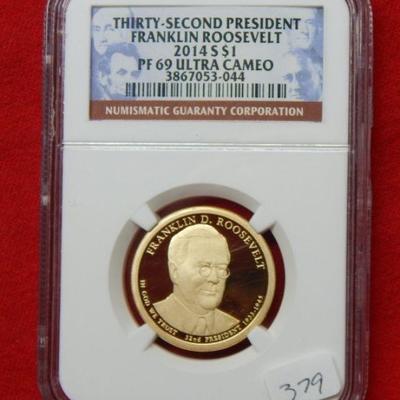 THIRTY-SECOND PRESIDENT
FRANKLIN ROOSEVELT
2014 S $1
PF 69 ULTRA CAMEO
3867053-044
NUMISMATIC GUARANTY CORPORATION
FRANKLIN D. ROOSEVELT
IN GOD WE TRUST
32nd PRESIDENT 1933-1945
379